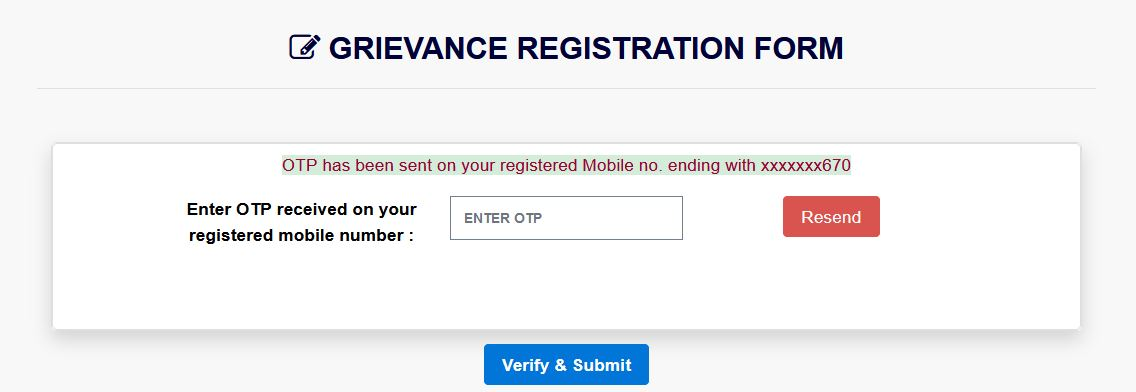 GRIEVANCE REGISTRATION FORM
OTP has been sent on your registered Mobile no. ending with xxxxxxx670
Enter OTP received on your
registered mobile number :
ENTER OTP
Resend
Verify & Submit